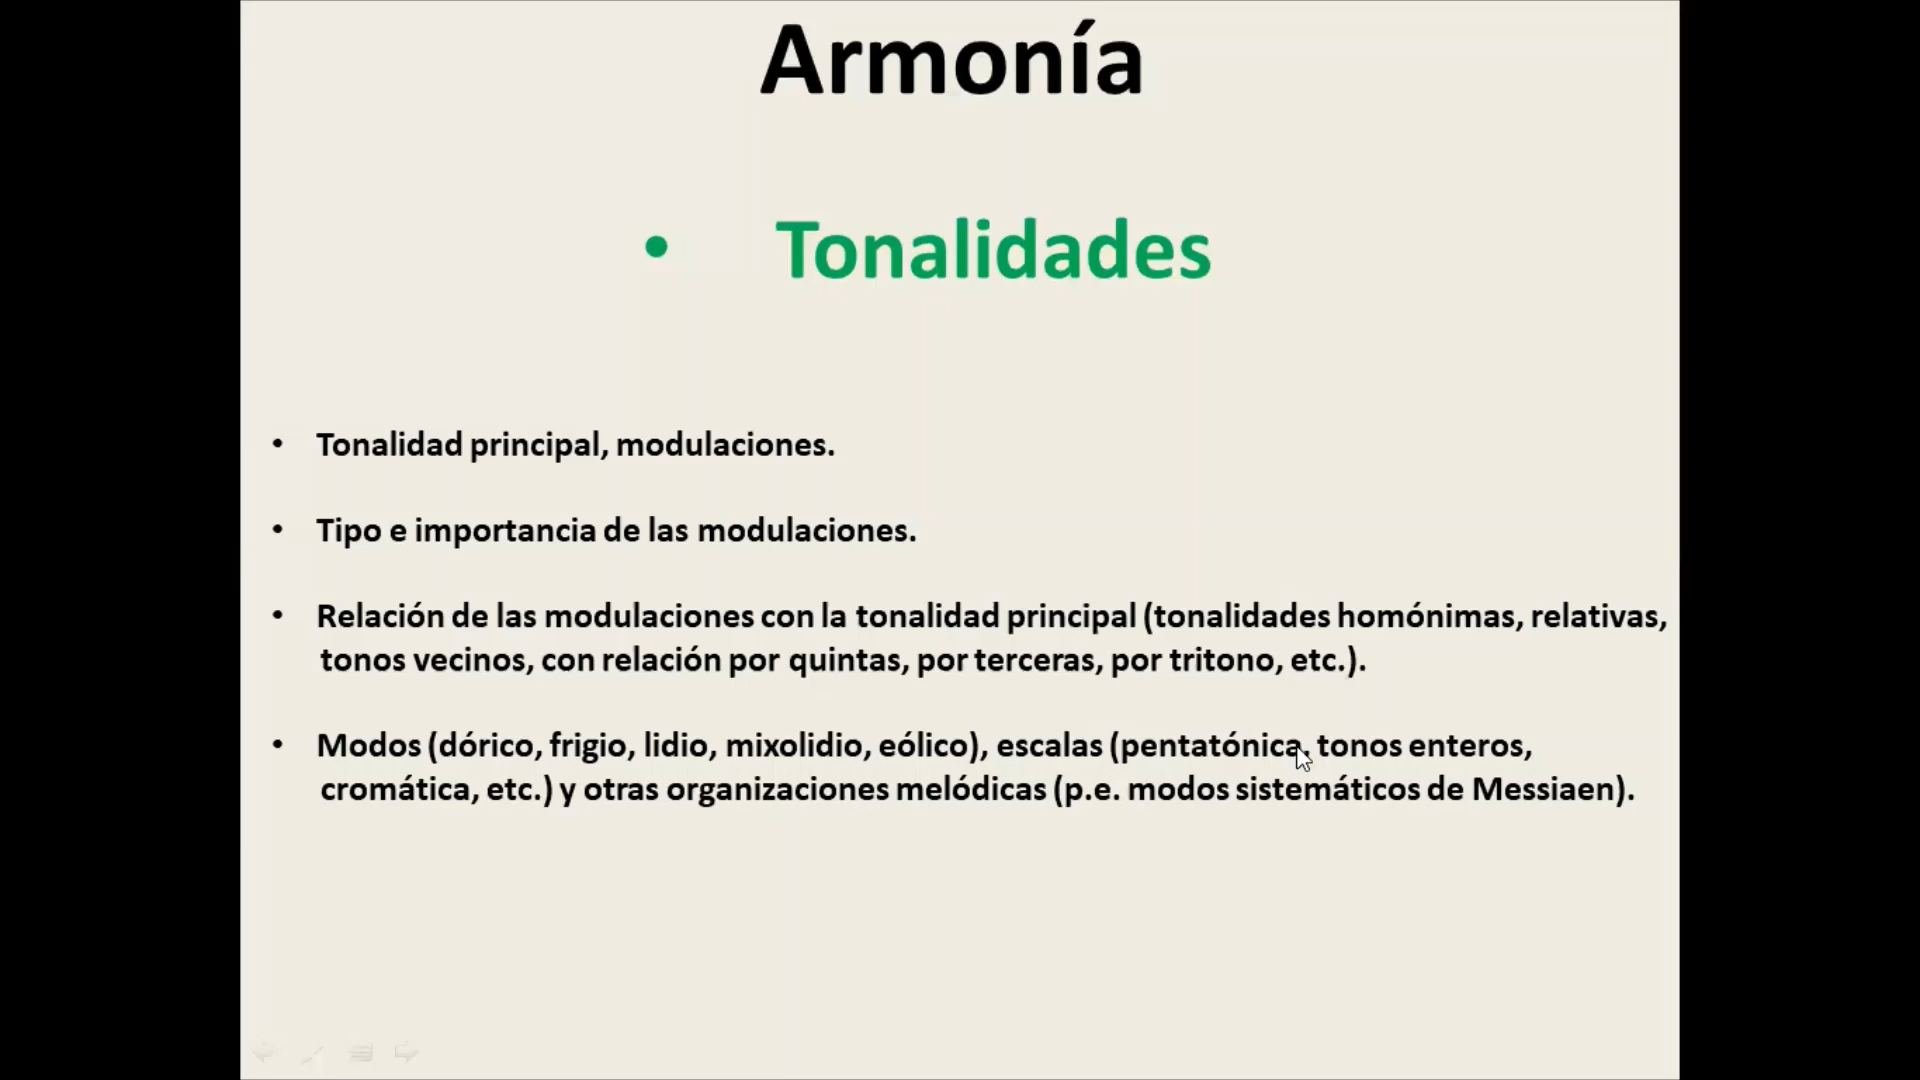 Armonía
• Tonalidades
• Tonalidad principal, modulaciones.
• Tipo e importancia de las modulaciones.
• Relación de las modulaciones con la tonalidad principal (tonalidades homónimas, relativas,
tonos vecinos, con relación por quintas, por terceras, por tritono, etc.).
• Modos (dórico, frigio, lidio, mixolidio, eólico), escalas (pentatónica, tonos enteros,
cromática, etc.) y otras organizaciones melódicas (p.e. modos sistemáticos de Messiaen).